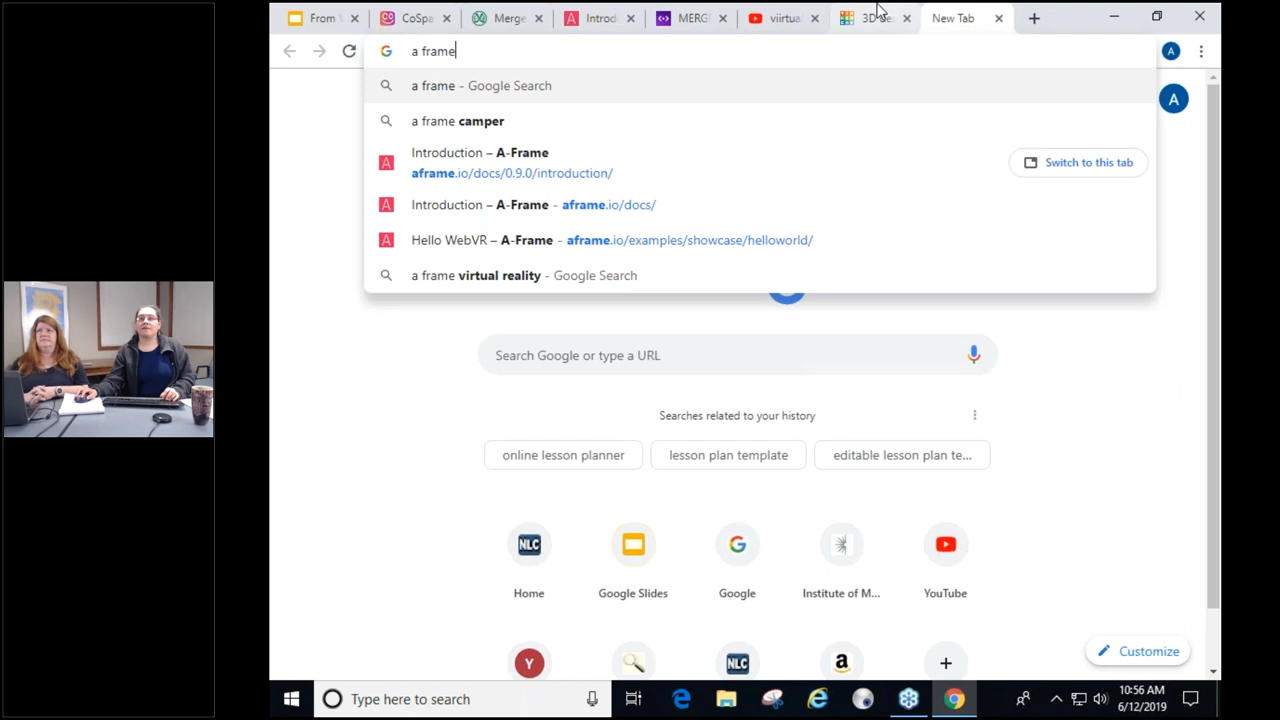 From
CoSpa
Merge
Introd
MERG
viirtual
3D
New Tab
a frame
A
a frame - Google Search
A
a frame camper
Introduction – A-Frame
aframe.io/docs/0.9.0/introduction/
Switch to this tab
Introduction – A-Frame - aframe.io/docs/
Hello WebVR – A-Frame - aframe.io/examples/showcase/helloworld/
a frame virtual reality - Google Search
Search Google or type a URL
Searches related to your history
online lesson planner
lesson plan template
editable lesson plan te...
NLC
Home
Google Slides
Google
Institute of M...
YouTube
Y
NLC
a
Customize
Type here to search
10:56 AM
6/12/2019